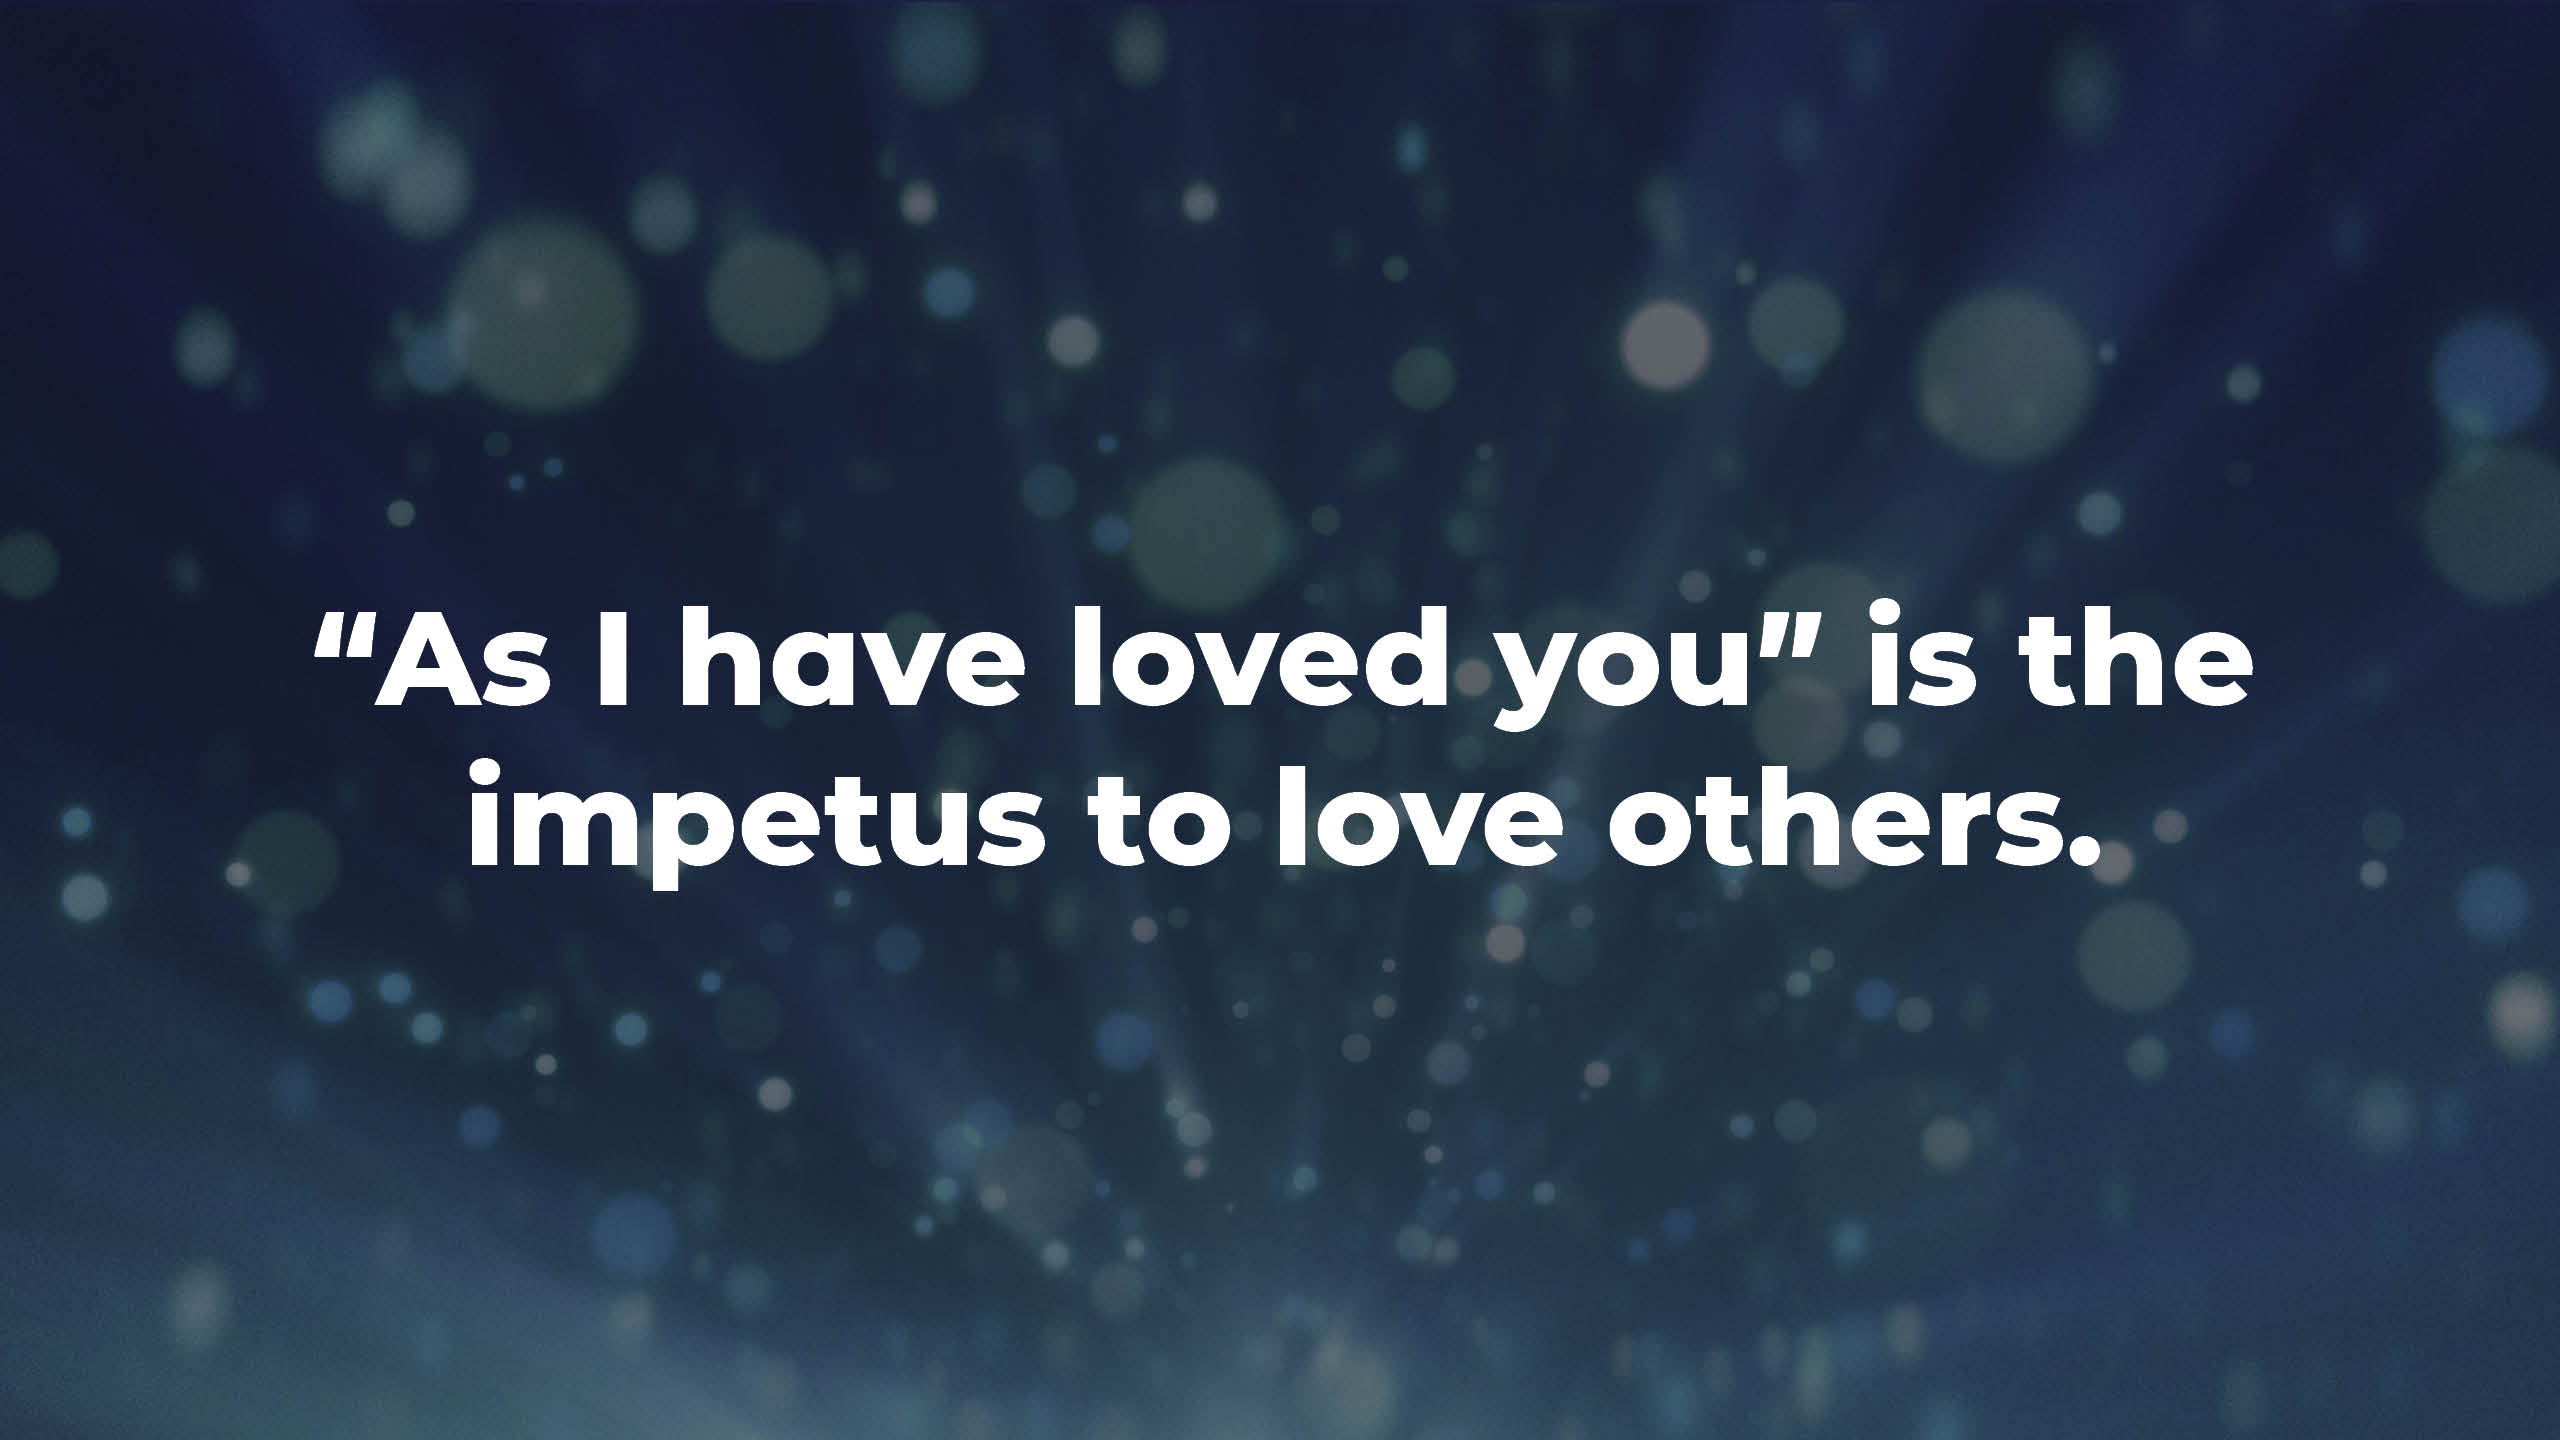 “As I have loved you” is the
impetus to love others.